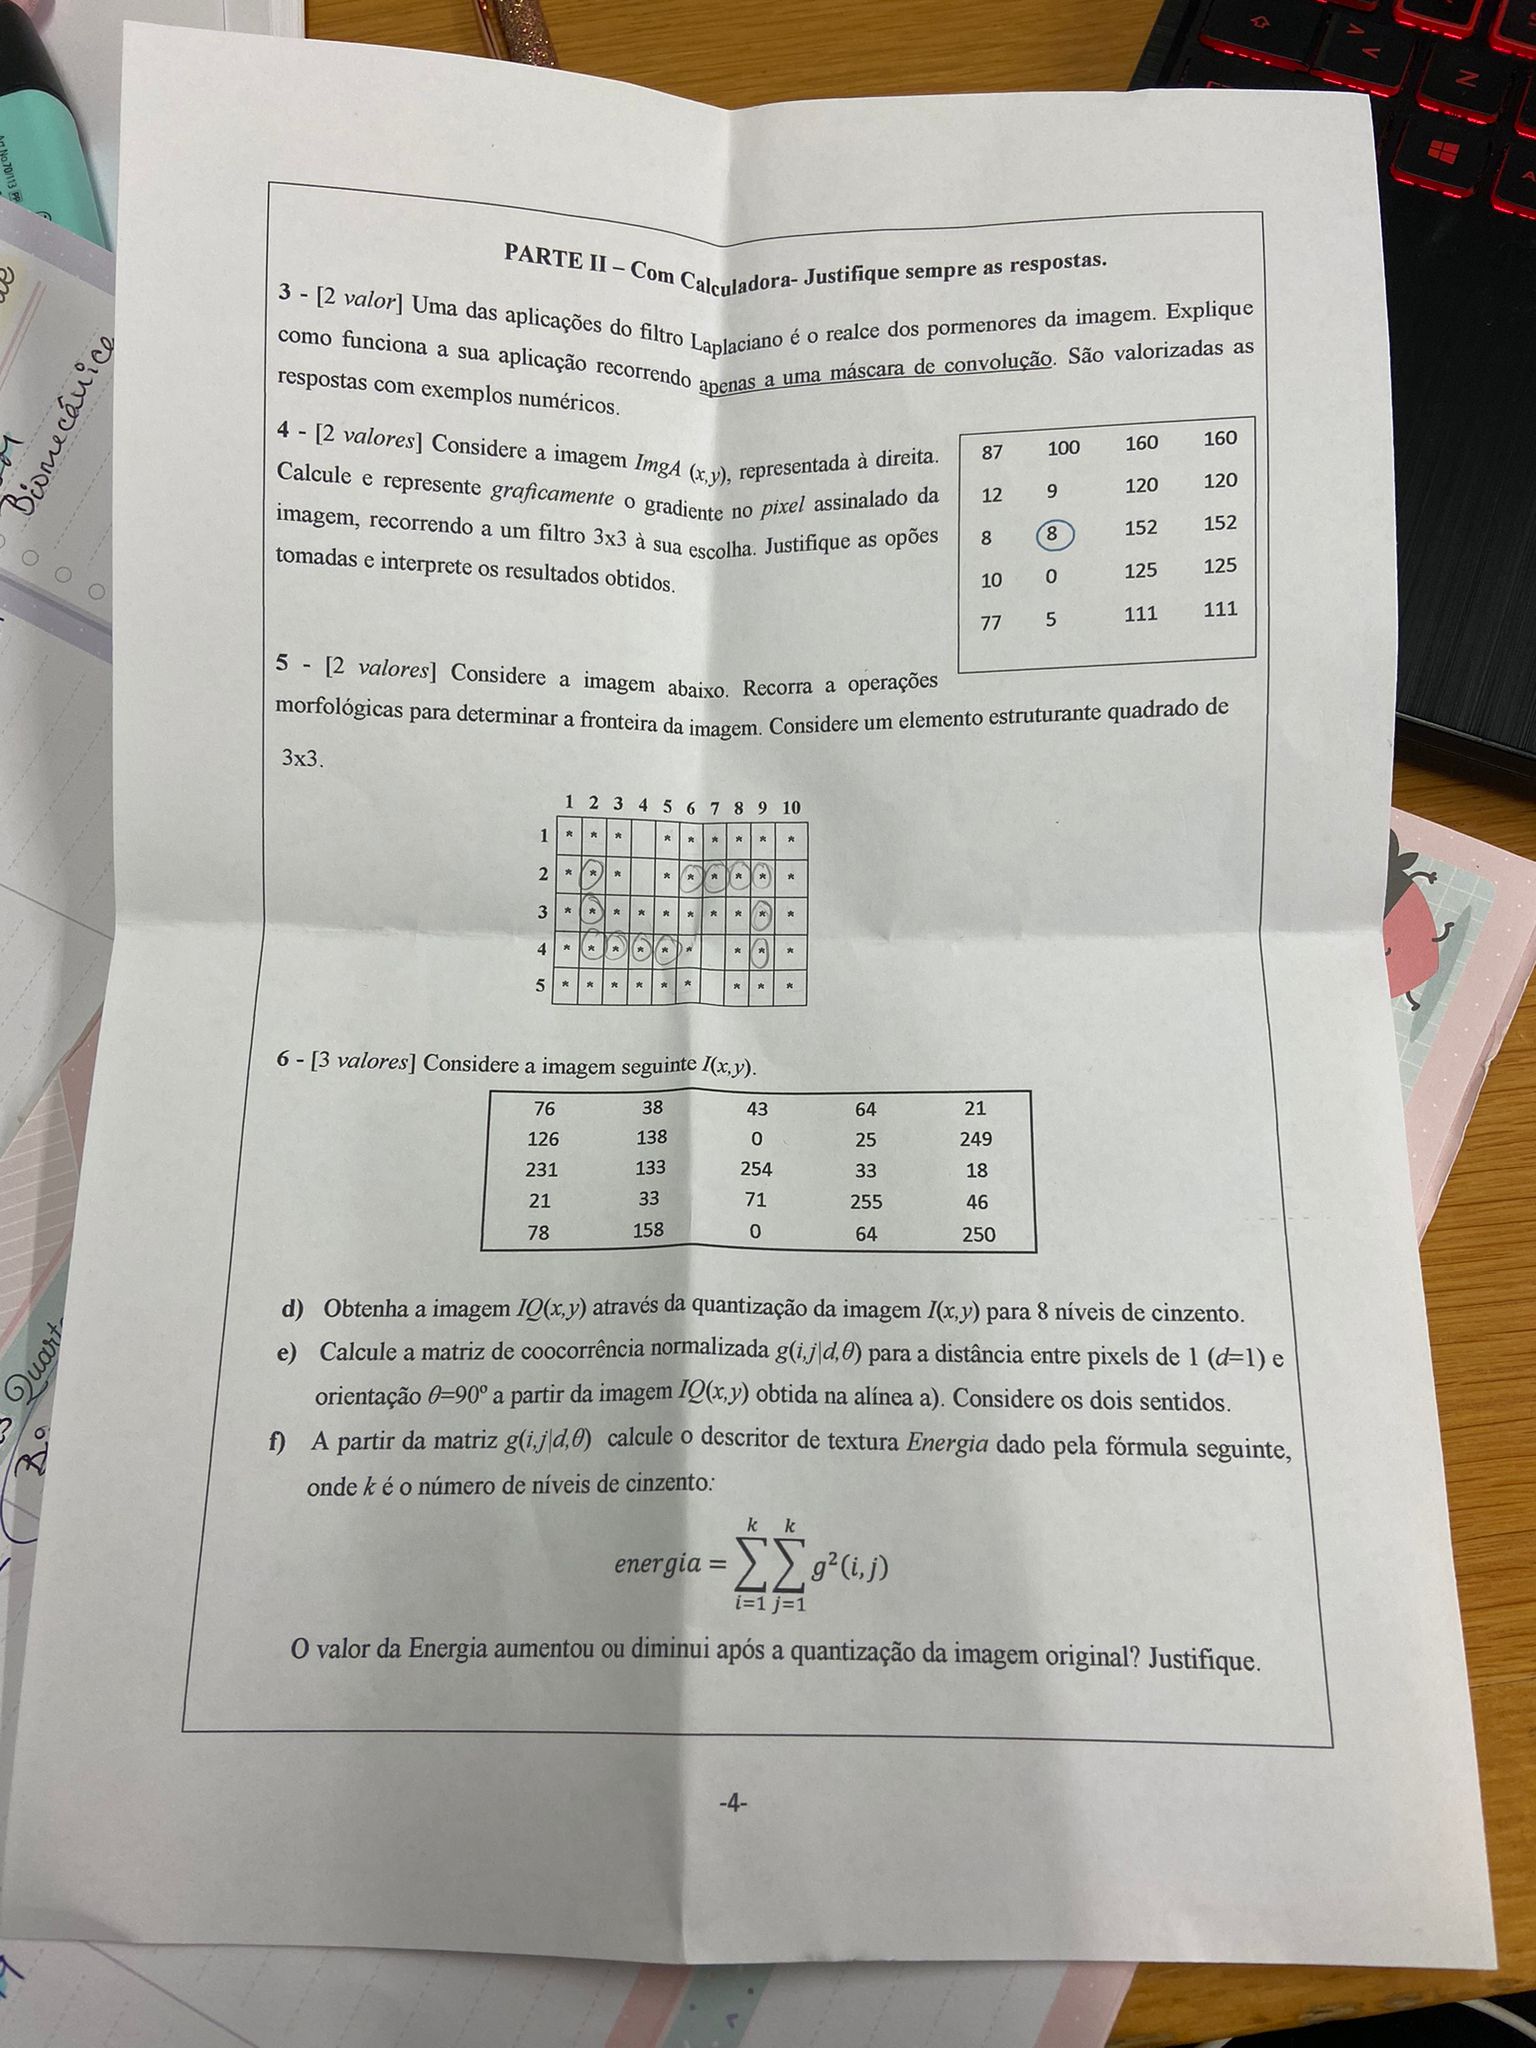 PARTE II – Com Calculadora- Justifique sempre as respostas.
3 - [2 valor] Uma das aplicações do filtro Laplaciano é o realce dos pormenores da imagem. Explique
como funciona a sua aplicação recorrendo apenas a uma máscara de convolução. São valorizadas as
respostas com exemplos numéricos.
4 - [2 valores] Considere a imagem ImgA (x,y), representada à direita.
Calcule e represente graficamente o gradiente no pixel assinalado da
imagem, recorrendo a um filtro 3x3 à sua escolha. Justifique as opões
tomadas e interprete os resultados obtidos.
87 100 160 160
12 9 120 120
8 8 152 152
10 0 125 125
77 5 111 111
5 - [2 valores] Considere a imagem abaixo. Recorra a operações
morfológicas para determinar a fronteira da imagem. Considere um elemento estruturante quadrado de
3x3.
1 2 3 4 5 6 7 8 9 10
1 * * * * * * * * *
2 * * * * * * * * *
3 * * * * * * * * * *
4 * * * * * * * * *
5 * * * * * * * * *
6 - [3 valores] Considere a imagem seguinte I(x,y).
76 38 43 64 21
126 138 0 25 249
231 133 254 33 18
21 33 71 255 46
78 158 0 64 250
d) Obtenha a imagem IQ(x,y) através da quantização da imagem I(x,y) para 8 níveis de cinzento.
e) Calcule a matriz de coocorrência normalizada g(i,j|d,θ) para a distância entre pixels de 1 (d=1) e
orientação θ=90º a partir da imagem IQ(x,y) obtida na alínea a). Considere os dois sentidos.
f) A partir da matriz g(i,j|d,θ) calcule o descritor de textura Energia dado pela fórmula seguinte,
onde k é o número de níveis de cinzento:
energia = ∑_{i=1}^{k} ∑_{j=1}^{k} g²(i,j)
O valor da Energia aumentou ou diminui após a quantização da imagem original? Justifique.
-4-
Biomecânica
Art No.70/113
Quart
N